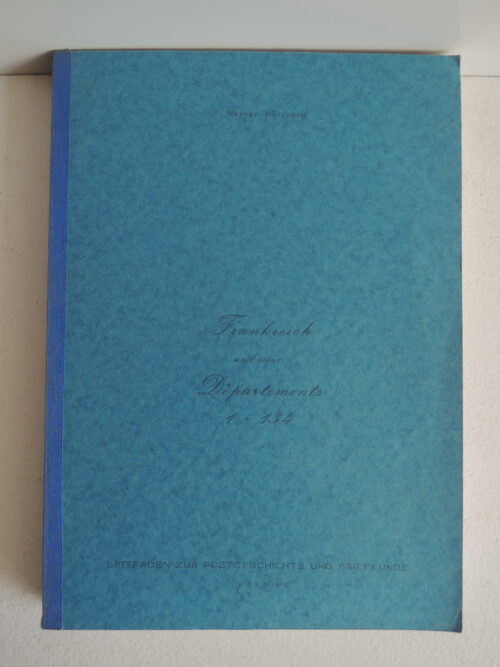 Werner Münzberg
Frankreich
und seine
Départements
1 - 134
LEITFADEN ZUR POSTGESCHICHTE UND BRIEFKUNDE